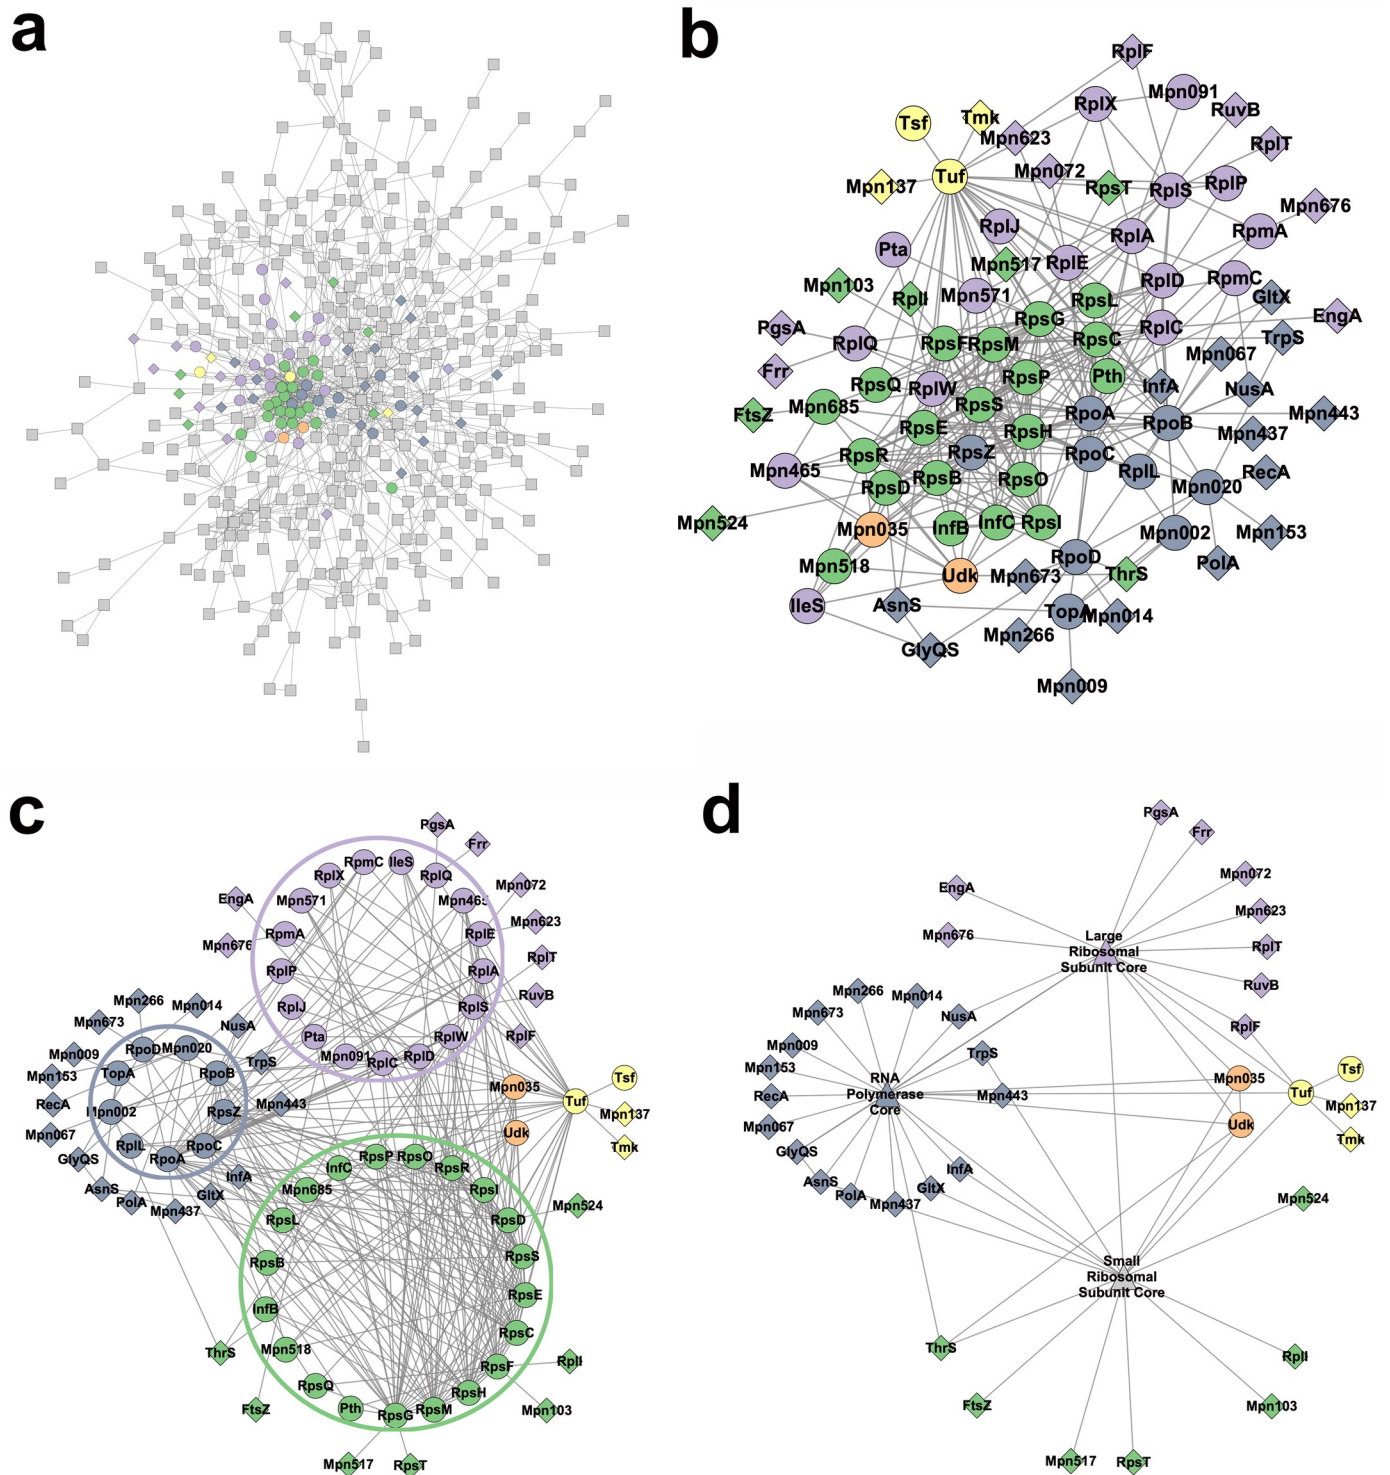 a
b
RplF
RplX
Mpn091
RuvB
Tsf
Tmk
Mpn623
RplT
Mpn137
Tuf
Mpn072
RpsT
RplS
RplP
Mpn676
RplJ
RplA
RpmA
Pta
Mpn517
RplE
RplD
RpmC
GltX
Mpn103
RplI
Mpn571
RpsL
RpsG
EngA
PgsA
RplQ
RpsF
RpsM
RpsC
RplC
TrpS
Mpn067
Frr
RpsQ
RplW
RpsP
Pth
InfA
NusA
FtsZ
Mpn685
RpsS
RpoA
RpoB
Mpn443
RpsE
RpsH
Mpn437
RpsR
RpsZ
RpoC
Mpn465
RpsD
RpsB
RpsO
RplL
Mpn020
RecA
Mpn524
Mpn035
InfB
InfC
RpsI
Mpn002
Mpn153
Mpn518
Udk
Mpn673
RpoD
ThrS
PolA
IleS
AsnS
TopA
Mpn014
GlyQS
Mpn266
Mpn009
c
PgsA
Frr
RpmC
IleS
RplX
RplQ
Mpn072
EngA
Mpn571
Mpn465
Mpn623
Mpn676
RpmA
RplE
RplT
RplP
RplA
RuvB
Mpn266
Mpn014
RplJ
RplS
Mpn673
NusA
Pta
RplW
RplF
Mpn009
RpoD
Mpn020
TrpS
Mpn091
RplC
RplD
Mpn153
TopA
RpoB
Mpn035
Tsf
RecA
Mpn002
RpsZ
Mpn443
Tuf
Mpn137
Mpn067
RplL
RpoC
Udk
Tmk
GlyQS
RpoA
InfC
RpsP
RpsO
RpsR
AsnS
PolA
Mpn437
GltX
InfA
Mpn685
RpsI
Mpn524
RpsL
RpsD
RpsB
RpsS
InfB
RpsE
ThrS
Mpn518
RpsC
RplI
RpsQ
RpsF
FtsZ
Pth
RpsG
RpsM
RpsH
Mpn103
Mpn517
RpsT
d
PgsA
Frr
EngA
Mpn072
Mpn676
Large
Ribosomal
Subunit Core
Mpn623
RplT
RuvB
Mpn266
Mpn014
Mpn673
NusA
RplF
Mpn009
TrpS
Mpn153
RNA
Polymerase
Core
Mpn443
Mpn035
Tsf
RecA
Tuf
Mpn137
Mpn067
Udk
Tmk
GlyQS
AsnS
PolA
Mpn437
GltX
InfA
Mpn524
Small
Ribosomal
Subunit Core
ThrS
RplI
FtsZ
Mpn103
Mpn517
RpsT